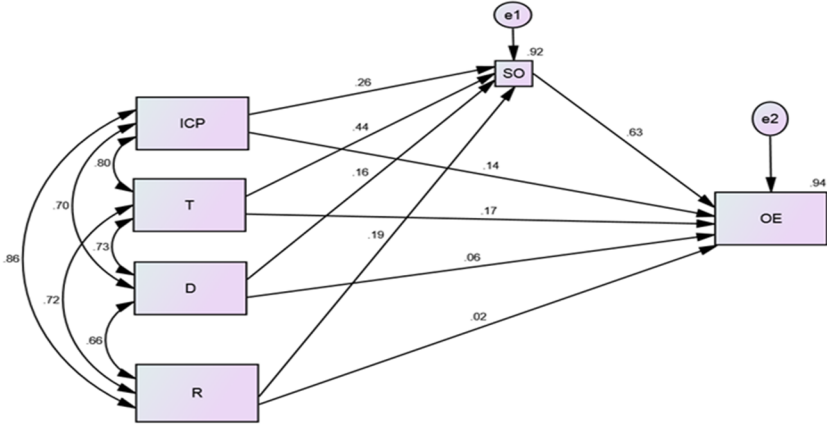 e1
.92
SO
.26
ICP
e2
.44
.63
.80
.16
.14
.94
T
.17
OE
.70
.73
.19
.86
.06
D
.72
.02
.66
R